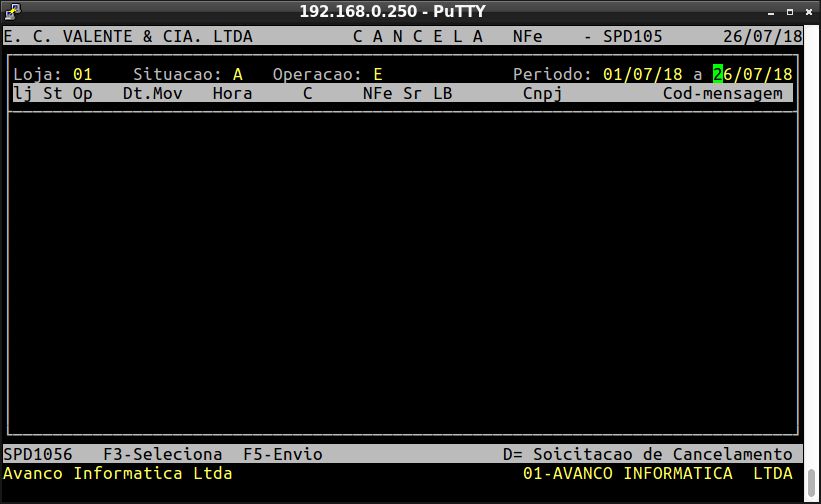 192.168.0.250 - PuTTY
E. C. VALENTE & CIA. LTDA C A N C E L A NFe - SPD105 26/07/18
Loja: 01 Situacao: A Operacao: E Periodo: 01/07/18 a 26/07/18
lj St Op Dt.Mov Hora C NFe Sr LB Cnpj Cod-mensagem
SPD1056 F3-Seleciona F5-Envio D= Soicitacao de Cancelamento
Avanco Informatica Ltda 01-AVANCO INFORMATICA LTDA